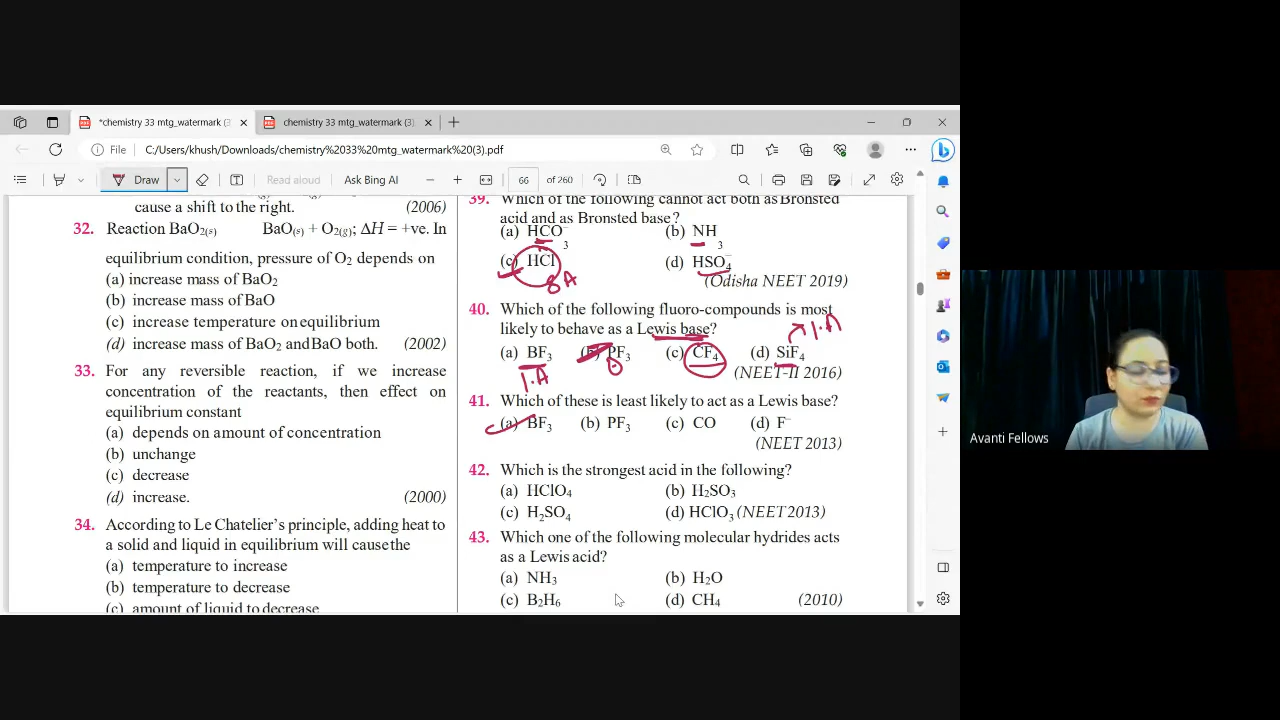 *chemistry 33 mtg_watermark (3)
chemistry 33 mtg_watermark (3)
File
C:/Users/khush/Downloads/chemistry%2033%20mtg_watermark%20(3).pdf
Draw
Read aloud
Ask Bing AI
66
of 260
cause a shift to the right. (2006)
32. Reaction BaO2(s) BaO(s) + O2(g); ΔH = +ve. In
equilibrium condition, pressure of O2 depends on
(a) increase mass of BaO2
(b) increase mass of BaO
(c) increase temperature on equilibrium
(d) increase mass of BaO2 and BaO both. (2002)
33. For any reversible reaction, if we increase
concentration of the reactants, then effect on
equilibrium constant
(a) depends on amount of concentration
(b) unchange
(c) decrease
(d) increase. (2000)
34. According to Le Chatelier's principle, adding heat to
a solid and liquid in equilibrium will cause the
(a) temperature to increase
(b) temperature to decrease
(c) amount of liquid to decrease
39. Which of the following cannot act both as Bronsted
acid and as Bronsted base?
(a) HCO3– (b) NH3
(c) HCl (d) HSO4–
(Odisha NEET 2019)
40. Which of the following fluoro-compounds is most
likely to behave as a Lewis base?
(a) BF3 (b) PF3 (c) CF4 (d) SiF4
(NEET-II 2016)
41. Which of these is least likely to act as a Lewis base?
(a) BF3 (b) PF3 (c) CO (d) F–
(NEET 2013)
42. Which is the strongest acid in the following?
(a) HClO4 (b) H2SO3
(c) H2SO4 (d) HClO3 (NEET 2013)
43. Which one of the following molecular hydrides acts
as a Lewis acid?
(a) NH3 (b) H2O
(c) B2H6 (d) CH4 (2010)
Avanti Fellows